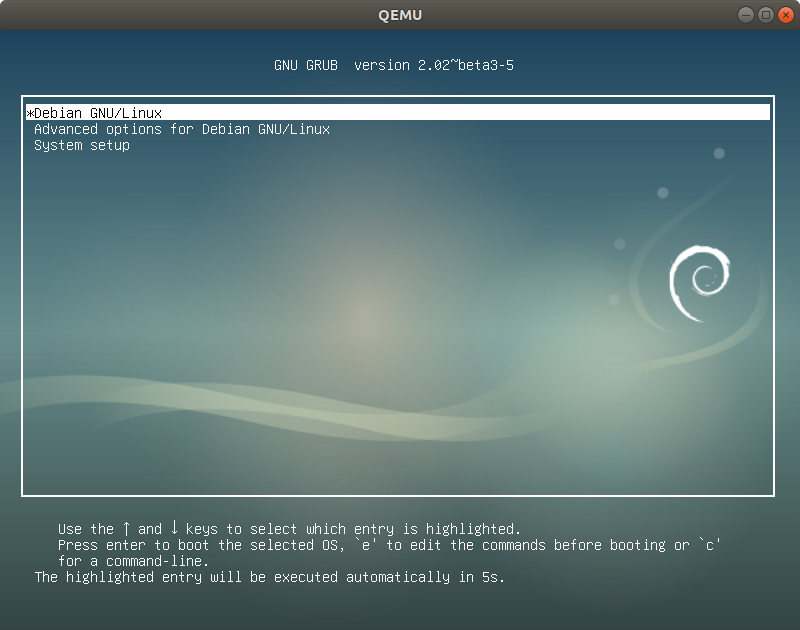 QEMU
GNU GRUB  version 2.02~beta3-5
*Debian GNU/Linux
Advanced options for Debian GNU/Linux
System setup
Use the ↑ and ↓ keys to select which entry is highlighted.
Press enter to boot the selected OS, `e' to edit the commands before booting or `c'
for a command-line.
The highlighted entry will be executed automatically in 5s.